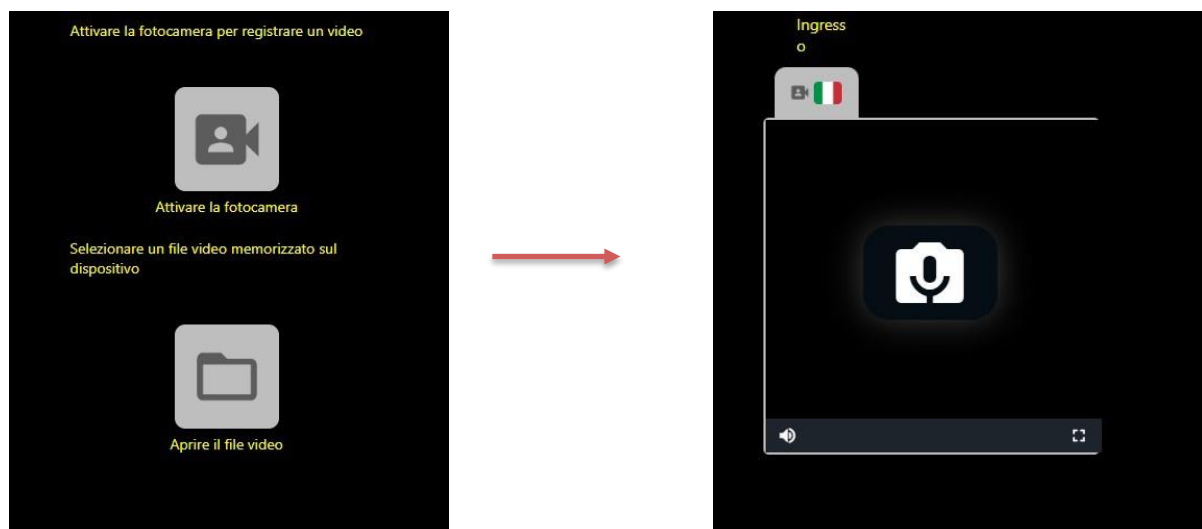 Attivare la fotocamera per registrare un video
Attivare la fotocamera
Selezionare un file video memorizzato sul
dispositivo
Aprire il file video
Ingress
o